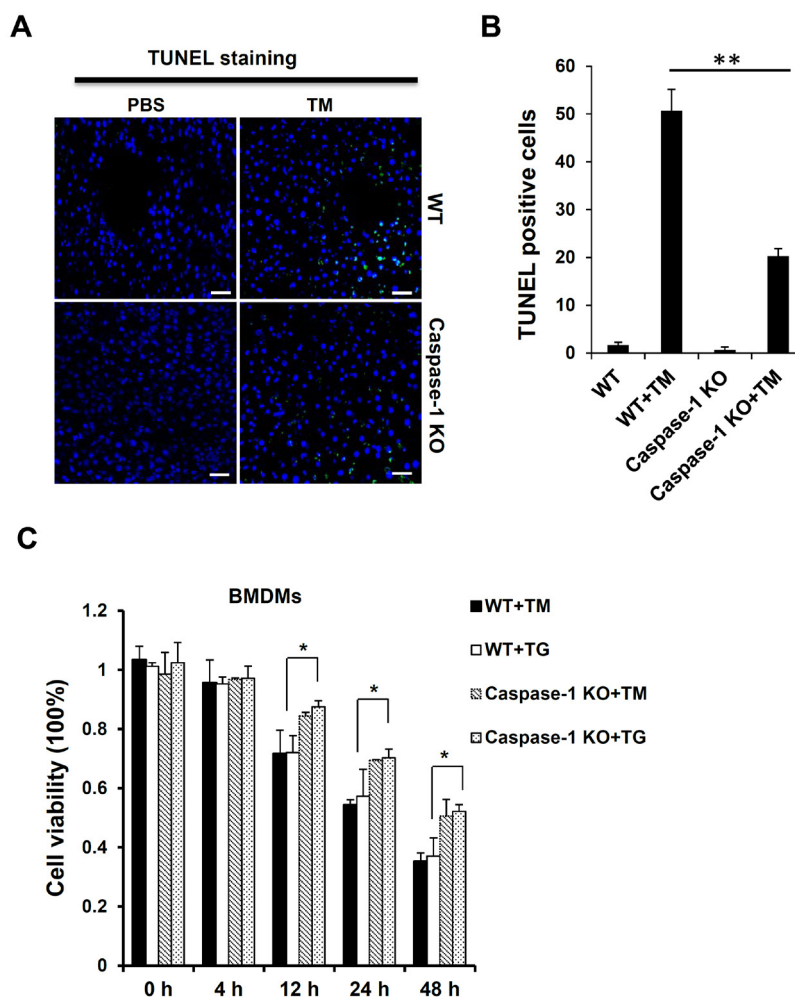 A
TUNEL staining
PBS
TM
WT
Caspase-1 KO
B
**
60
50
40
30
20
10
0
TUNEL positive cells
WT
WT+TM
Caspase-1 KO
Caspase-1 KO+TM
C
BMDMs
1.2
1
0.8
0.6
0.4
0.2
0
Cell viability (100%)
*
*
*
0 h
4 h
12 h
24 h
48 h
WT+TM
WT+TG
Caspase-1 KO+TM
Caspase-1 KO+TG